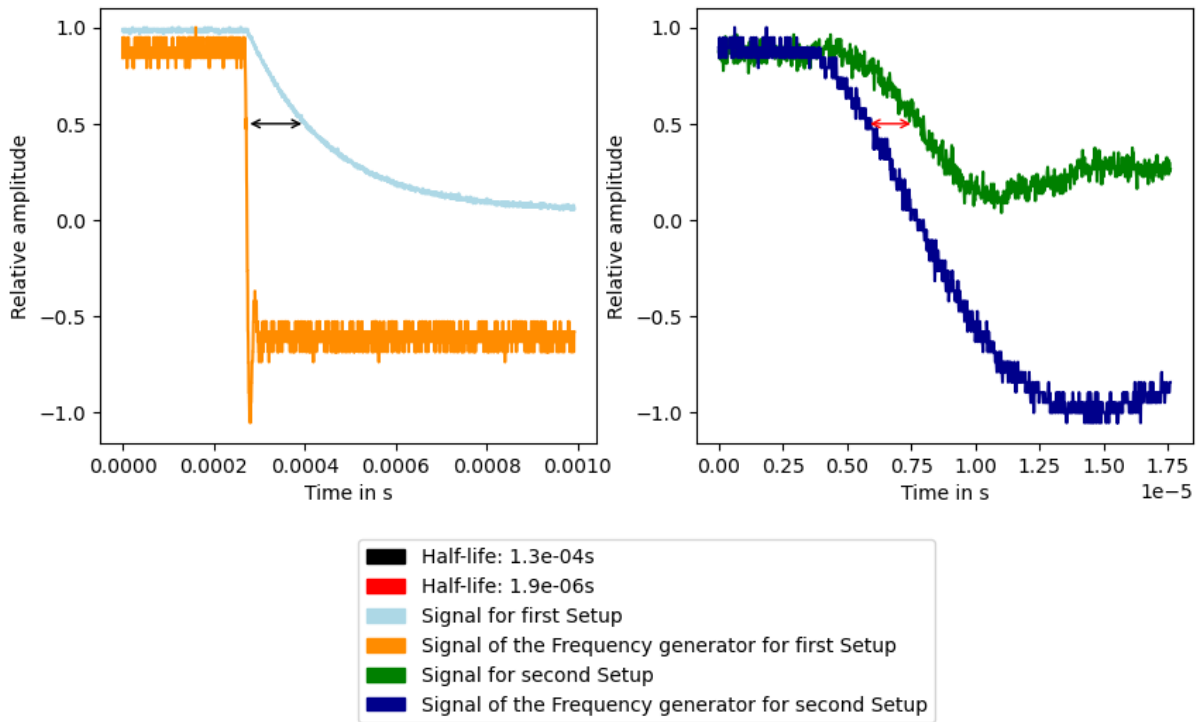 1.0
0.5
0.0
−0.5
−1.0
Relative amplitude
0.0000 0.0002 0.0004 0.0006 0.0008 0.0010
Time in s
1.0
0.5
0.0
−0.5
−1.0
Relative amplitude
0.00 0.25 0.50 0.75 1.00 1.25 1.50 1.75
1e−5
Time in s
Half-life: 1.3e-04s
Half-life: 1.9e-06s
Signal for first Setup
Signal of the Frequency generator for first Setup
Signal for second Setup
Signal of the Frequency generator for second Setup